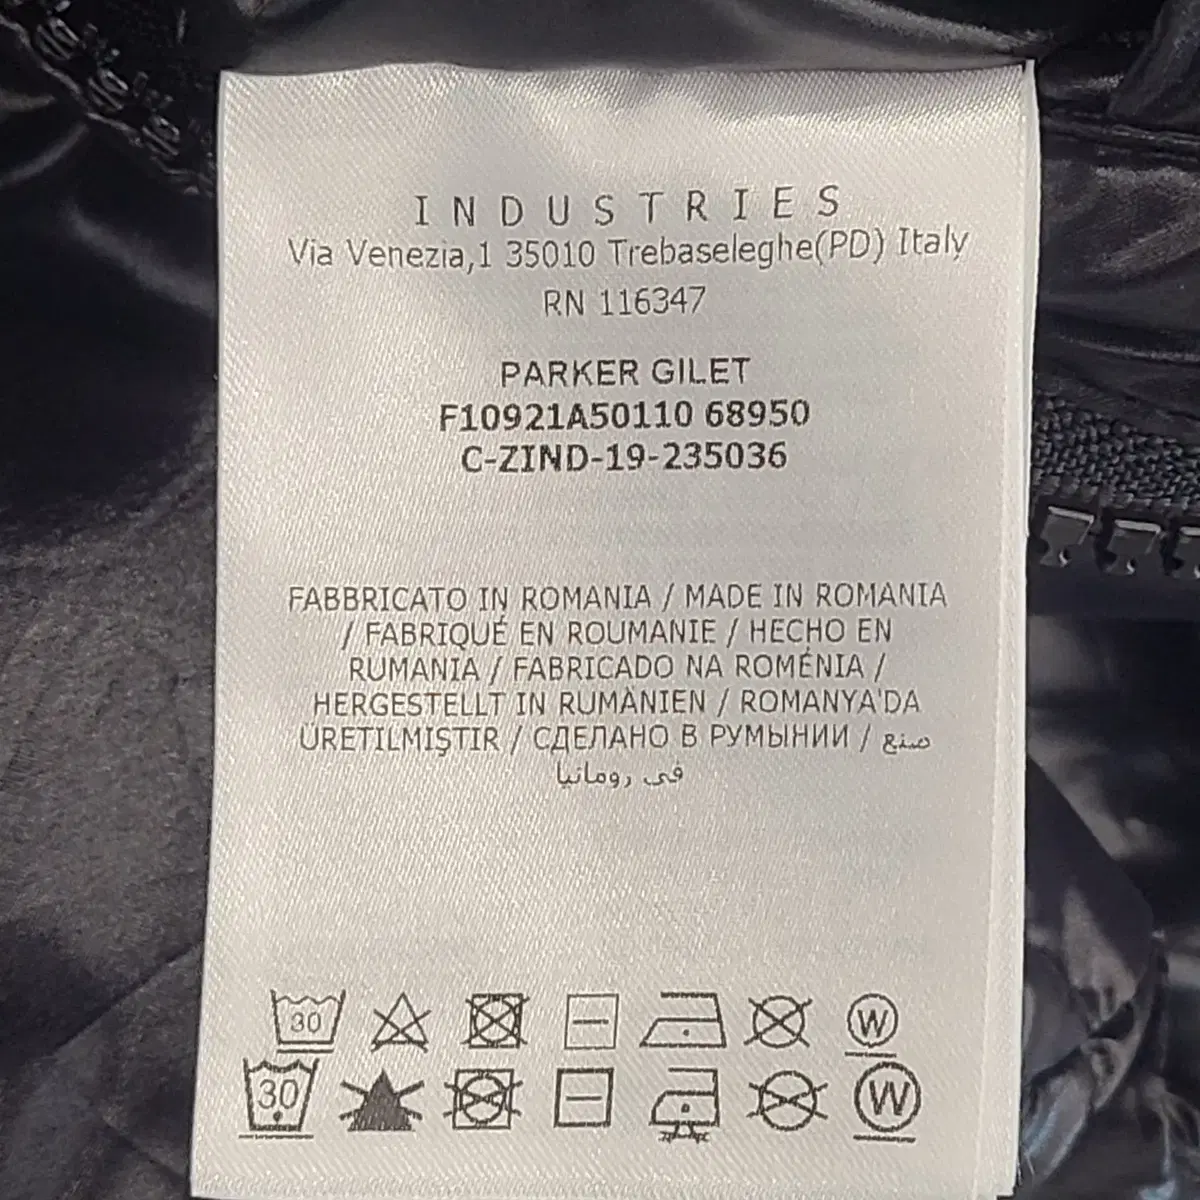 INDUSTRIES
Via Venezia,1 35010 Trebaseleghe(PD) Italy
RN 116347
PARKER GILET
F10921A50110 68950
C-ZIND-19-235036
FABBRICATO IN ROMANIA / MADE IN ROMANIA
/ FABRIQUÉ EN ROUMANIE / HECHO EN
RUMANIA / FABRICADO NA ROMÉNIA /
HERGESTELLT IN RUMÄNIEN / ROMANYA'DA
ÜRETILMIŞTIR / СДЕЛАНО В РУМЫНИИ / صنع
في رومانيا
30 W
30 W